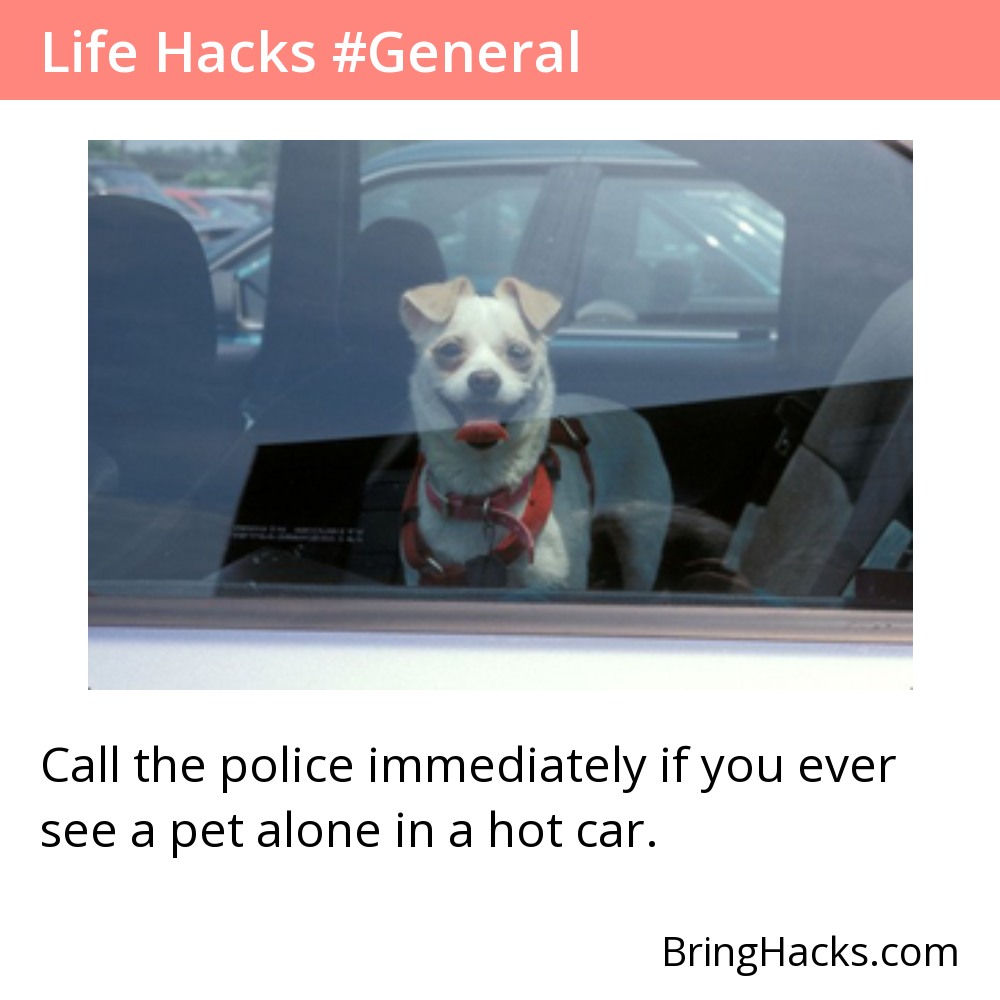 Life Hacks #General
Call the police immediately if you ever
see a pet alone in a hot car.
BringHacks.com